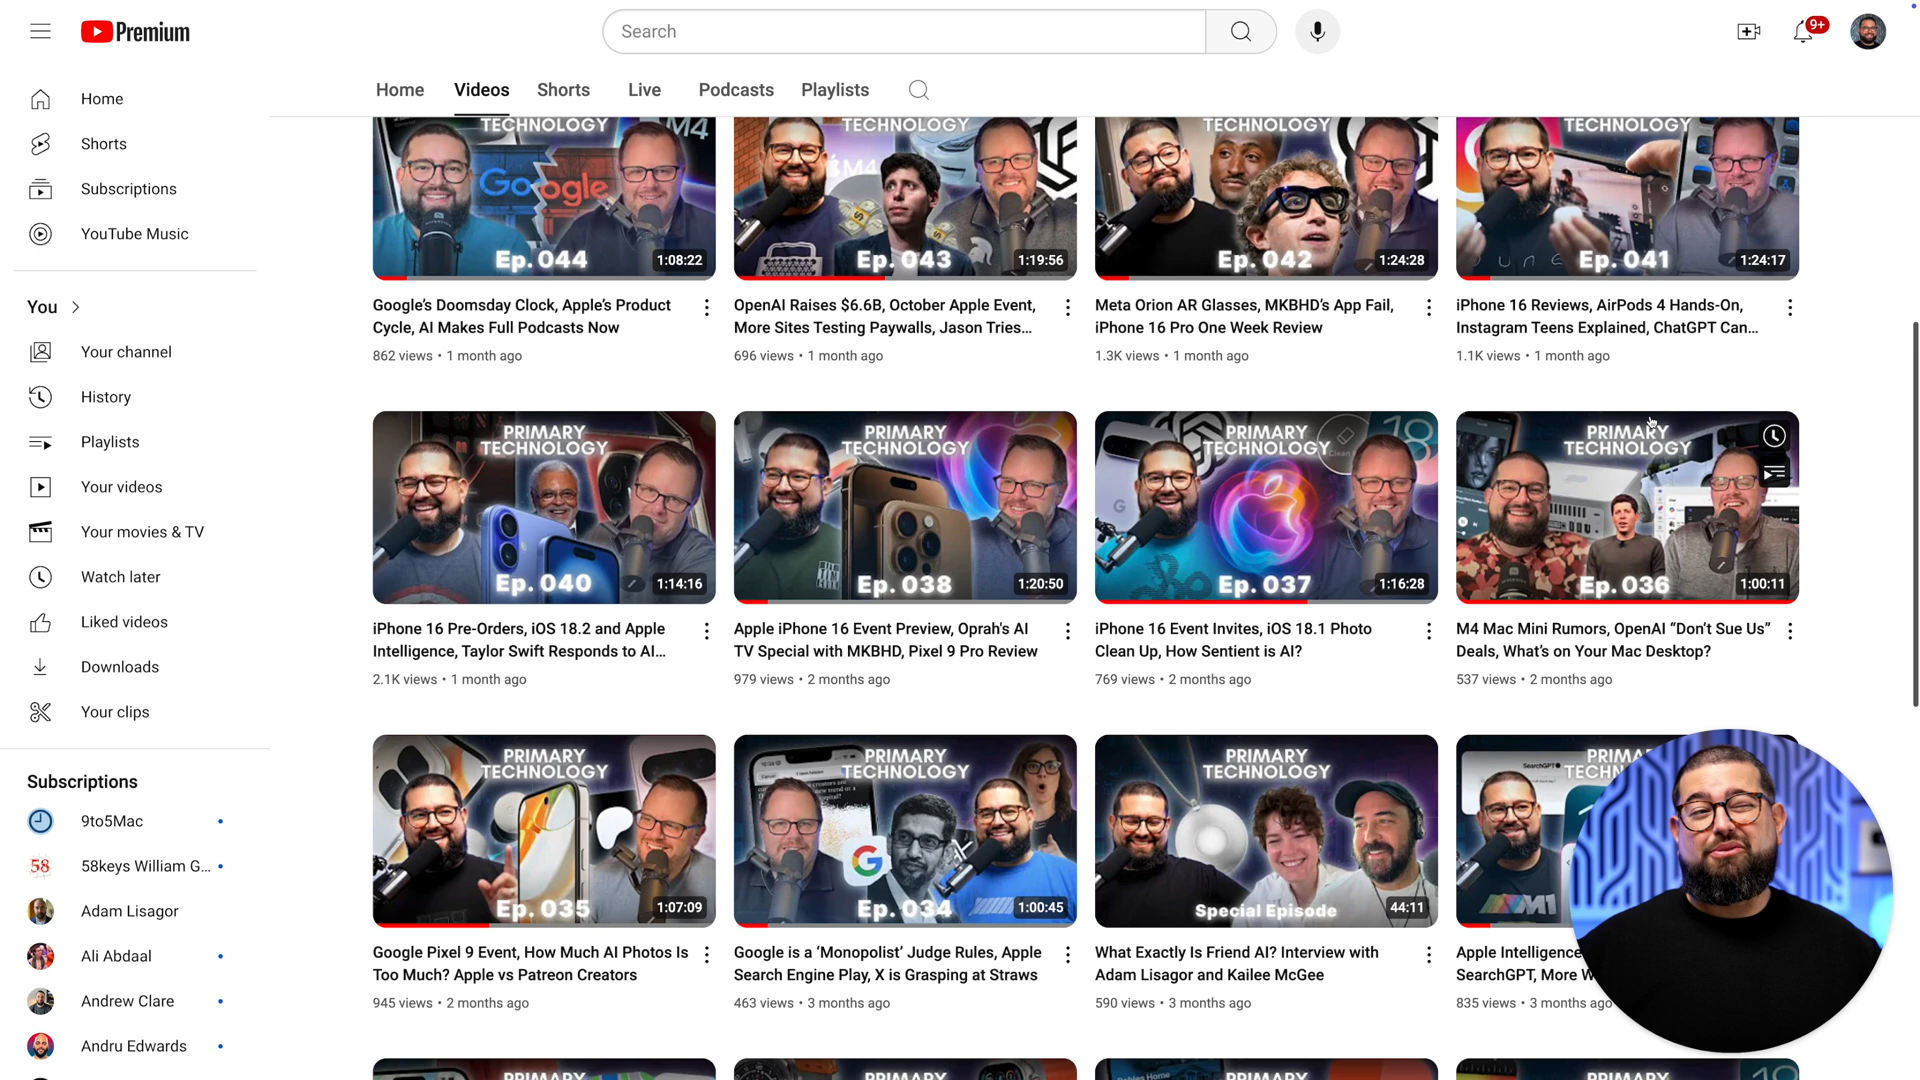 Premium
Search
9+
Home
Videos
Shorts
Live
Podcasts
Playlists
Home
Shorts
Subscriptions
YouTube Music
You
Your channel
History
Playlists
Your videos
Your movies & TV
Watch later
Liked videos
Downloads
Your clips
Subscriptions
9to5Mac
58
58keys William G...
Adam Lisagor
Ali Abdaal
Andrew Clare
Andru Edwards
TECHNOLOGY
M4
Google
Ep. 044
1:08:22
Google's Doomsday Clock, Apple's Product
Cycle, AI Makes Full Podcasts Now
862 views • 1 month ago
TECHNOLOGY
M4
Ep. 043
1:19:56
OpenAI Raises $6.6B, October Apple Event,
More Sites Testing Paywalls, Jason Tries...
696 views • 1 month ago
TECHNOLOGY
Ep. 042
1:24:28
Meta Orion AR Glasses, MKBHD's App Fail,
iPhone 16 Pro One Week Review
1.3K views • 1 month ago
TECHNOLOGY
Ep. 041
1:24:17
iPhone 16 Reviews, AirPods 4 Hands-On,
Instagram Teens Explained, ChatGPT Can...
1.1K views • 1 month ago
PRIMARY
TECHNOLOGY
Ep. 040
1:14:16
iPhone 16 Pre-Orders, iOS 18.2 and Apple
Intelligence, Taylor Swift Responds to AI...
2.1K views • 1 month ago
PRIMARY
TECHNOLOGY
Ep. 038
1:20:50
Apple iPhone 16 Event Preview, Oprah's AI
TV Special with MKBHD, Pixel 9 Pro Review
979 views • 2 months ago
PRIMARY
TECHNOLOGY
18
Clean Up
G
Ep. 037
1:16:28
iPhone 16 Event Invites, iOS 18.1 Photo
Clean Up, How Sentient is AI?
769 views • 2 months ago
PRIMARY
TECHNOLOGY
Ep. 036
1:00:11
M4 Mac Mini Rumors, OpenAI “Don't Sue Us”
Deals, What's on Your Mac Desktop?
537 views • 2 months ago
PRIMARY
TECHNOLOGY
Ep. 035
1:07:09
Google Pixel 9 Event, How Much AI Photos Is
Too Much? Apple vs Patreon Creators
945 views • 2 months ago
PRIMARY
TECHNOLOGY
G
Ep. 034
1:00:45
Google is a ‘Monopolist’ Judge Rules, Apple
Search Engine Play, X is Grasping at Straws
463 views • 3 months ago
PRIMARY
TECHNOLOGY
Special Episode
44:11
What Exactly Is Friend AI? Interview with
Adam Lisagor and Kailee McGee
590 views • 3 months ago
PRIMA
TECHN
SearchGPT
M1
Apple Intelligence
SearchGPT, More W
835 views • 3 months ago
PRIMARY
PRIMARY
PRIMARY
PRIMARY
18